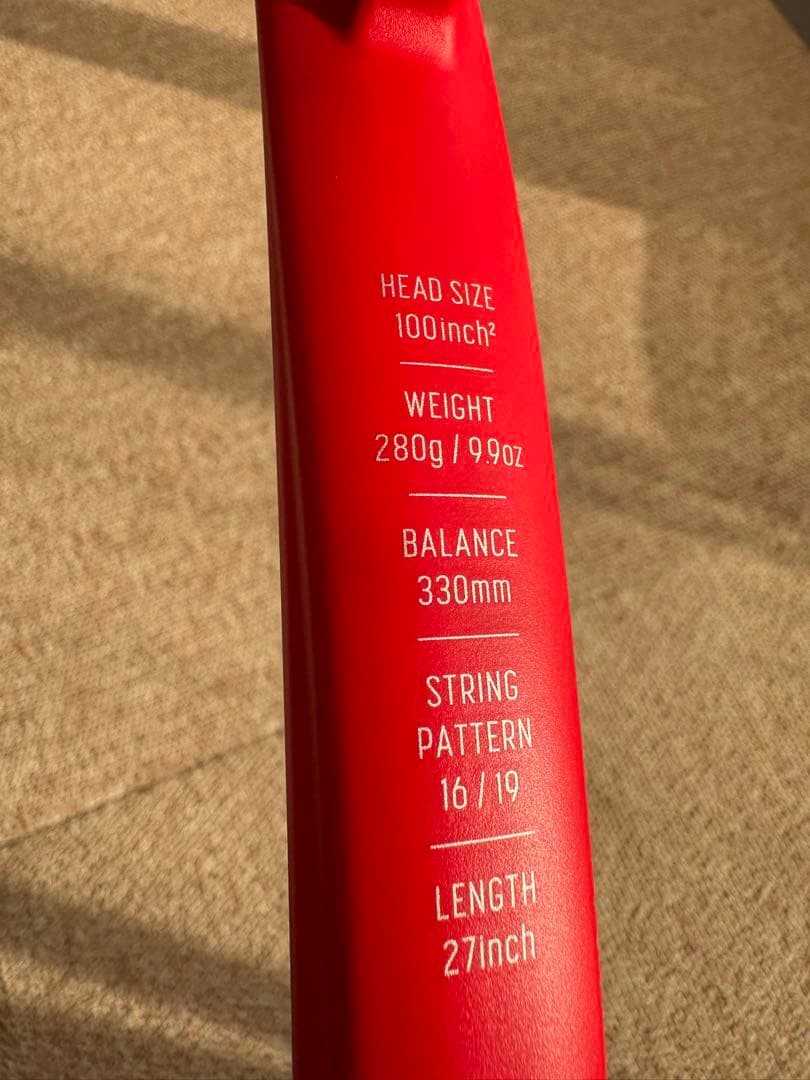 HEAD SIZE
100inch²
WEIGHT
280g / 9.9oz
BALANCE
330mm
STRING
PATTERN
16 / 19
LENGTH
27inch